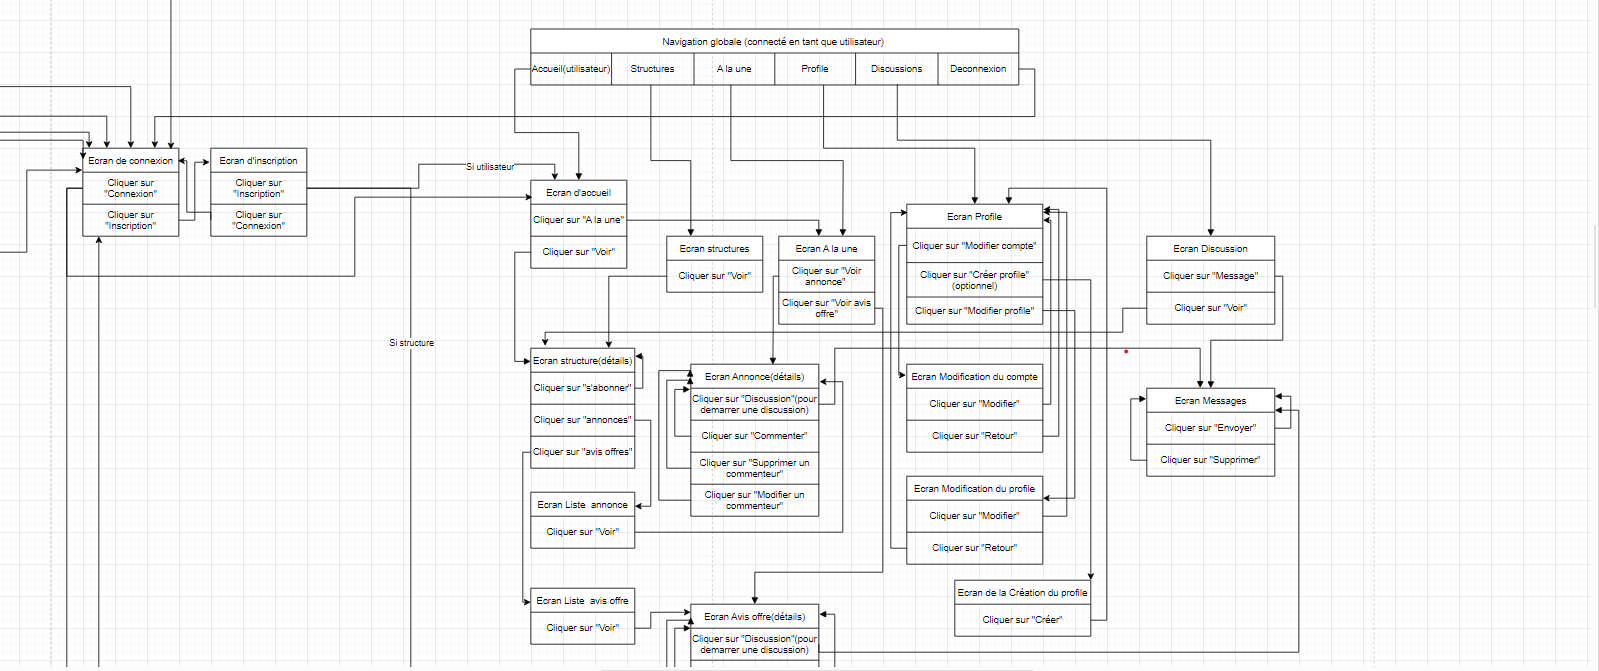 Navigation globale (connecté en tant que utilisateur)
Accueil(utilisateur)
Structures
A la une
Profile
Discussions
Deconnexion
Ecran de connexion
Cliquer sur
"Connexion"
Cliquer sur
"Inscription"
Ecran d'inscription
Cliquer sur
"Inscription"
Cliquer sur
"Connexion"
Si utilisateur
Si structure
Ecran d'accueil
Cliquer sur "A la une"
Cliquer sur "Voir"
Ecran structures
Cliquer sur "Voir"
Ecran A la une
Cliquer sur "Voir
annonce"
Cliquer sur "Voir avis
offre"
Ecran Profile
Cliquer sur "Modifier compte"
Cliquer sur "Créer profile"
(optionnel)
Cliquer sur "Modifier profile"
Ecran Discussion
Cliquer sur "Message"
Cliquer sur "Voir"
Ecran structure(détails)
Cliquer sur "s'abonner"
Cliquer sur "annonces"
Cliquer sur "avis offres"
Ecran Annonce(détails)
Cliquer sur "Discussion"(pour
demarrer une discussion)
Cliquer sur "Commenter"
Cliquer sur "Supprimer un
commenteur"
Cliquer sur "Modifier un
commenteur"
Ecran Modification du compte
Cliquer sur "Modifier"
Cliquer sur "Retour"
Ecran Messages
Cliquer sur "Envoyer"
Cliquer sur "Supprimer"
Ecran Liste annonce
Cliquer sur "Voir"
Ecran Modification du profile
Cliquer sur "Modifier"
Cliquer sur "Retour"
Ecran Liste avis offre
Cliquer sur "Voir"
Ecran Avis offre(détails)
Cliquer sur "Discussion"(pour
demarrer une discussion)
Ecran de la Création du profile
Cliquer sur "Créer"